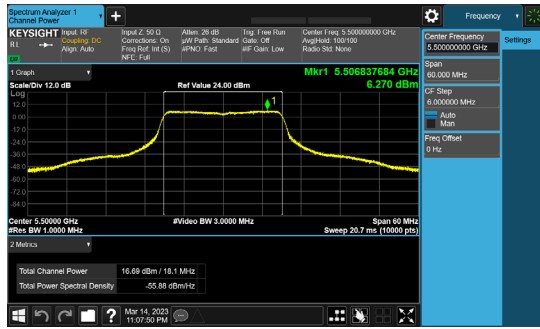 Spectrum Analyzer 1
Channel Power
Frequency
KEYSIGHT
Input: RF
Input Z: 50 Ω
Atten: 26 dB
Trig: Free Run
Center Freq: 5.500000000 GHz
RL
Coupling: DC
Corrections: On
µW Path: Standard
Gate: Off
Avg|Hold: 100/100
Align: Auto
Freq Ref: Int (S)
#PNO: Fast
#IF Gain: Low
Radio Std: None
NFE: Full
1 Graph
Mkr1 5.506837684 GHz
Scale/Div 12.0 dB
Ref Value 24.00 dBm
6.270 dBm
Log
1
12.0
0.00
-12.0
-24.0
-36.0
-48.0
-60.0
-72.0
-84.0
Center 5.50000 GHz
#Video BW 3.0000 MHz
Span 60 MHz
#Res BW 1.0000 MHz
Sweep 20.7 ms (10000 pts)
2 Metrics
Total Channel Power
16.69 dBm / 18.1 MHz
Total Power Spectral Density
-55.88 dBm/Hz
Mar 14, 2023
11:07:50 PM
Center Frequency
5.500000000 GHz
Settings
Span
60.000 MHz
CF Step
6.000000 MHz
Auto
Man
Freq Offset
0 Hz